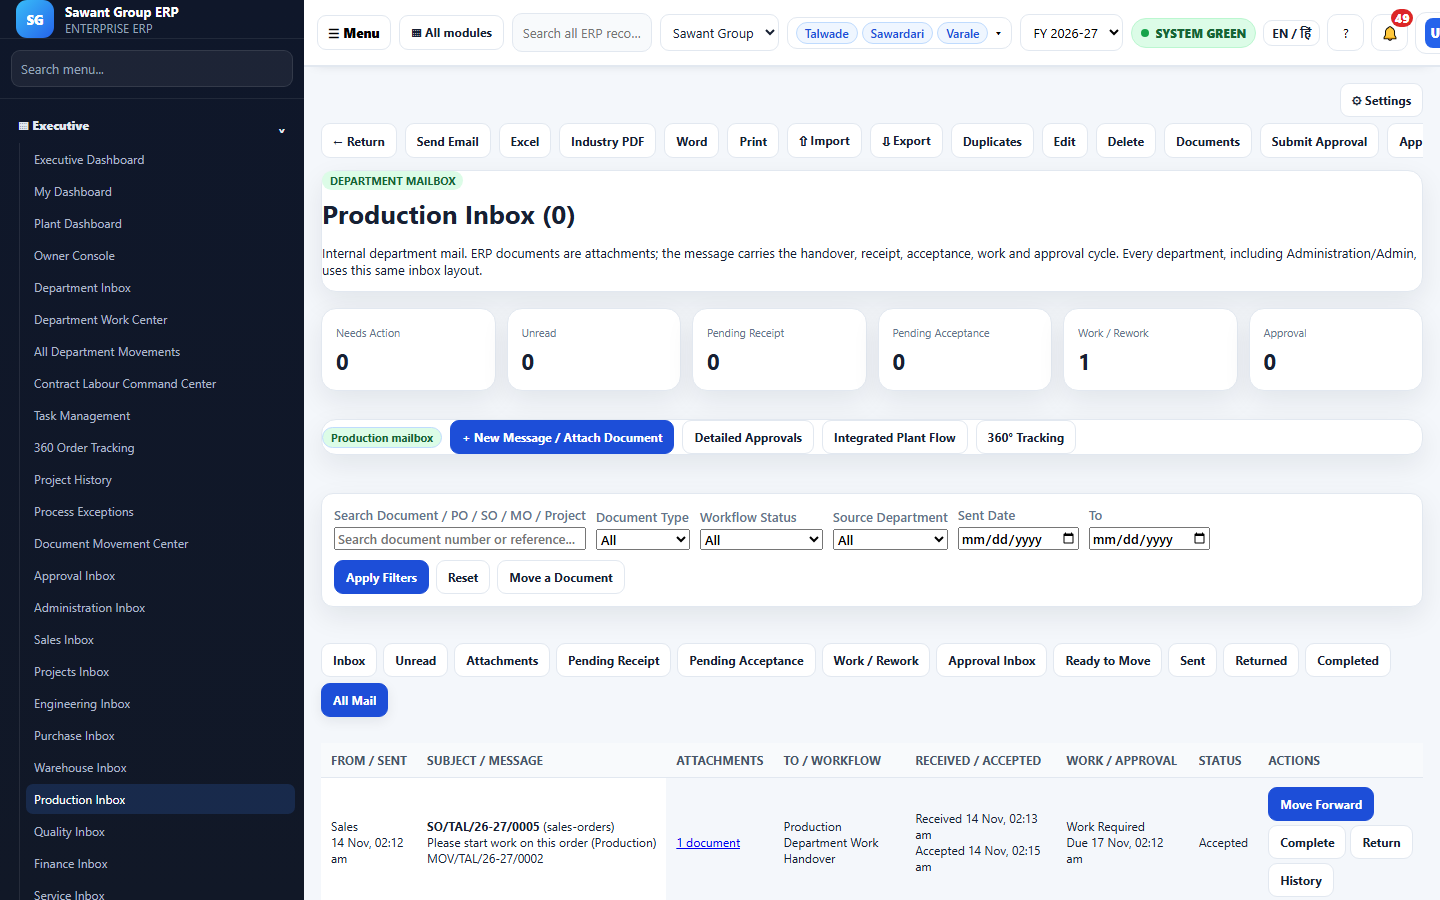 SG
Sawant Group ERP
ENTERPRISE ERP
Search menu...
Executive
Executive Dashboard
My Dashboard
Plant Dashboard
Owner Console
Department Inbox
Department Work Center
All Department Movements
Contract Labour Command Center
Task Management
360 Order Tracking
Project History
Process Exceptions
Document Movement Center
Approval Inbox
Administration Inbox
Sales Inbox
Projects Inbox
Engineering Inbox
Purchase Inbox
Warehouse Inbox
Production Inbox
Quality Inbox
Finance Inbox
Service Inbox
☰ Menu
All modules
Search all ERP reco...
Sawant Group
Talwade
Sawardari
Varale
FY 2026-27
SYSTEM GREEN
EN / हिं
?
49
U
⚙ Settings
← Return
Send Email
Excel
Industry PDF
Word
Print
⇧ Import
⇩ Export
Duplicates
Edit
Delete
Documents
Submit Approval
App
DEPARTMENT MAILBOX
Production Inbox (0)
Internal department mail. ERP documents are attachments; the message carries the handover, receipt, acceptance, work and approval cycle. Every department, including Administration/Admin,
uses this same inbox layout.
Needs Action
0
Unread
0
Pending Receipt
0
Pending Acceptance
0
Work / Rework
1
Approval
0
Production mailbox
+ New Message / Attach Document
Detailed Approvals
Integrated Plant Flow
360° Tracking
Search Document / PO / SO / MO / Project
Search document number or reference...
Document Type
All
Workflow Status
All
Source Department
All
Sent Date
mm/dd/yyyy
To
mm/dd/yyyy
Apply Filters
Reset
Move a Document
Inbox
Unread
Attachments
Pending Receipt
Pending Acceptance
Work / Rework
Approval Inbox
Ready to Move
Sent
Returned
Completed
All Mail
FROM / SENT
SUBJECT / MESSAGE
ATTACHMENTS
TO / WORKFLOW
RECEIVED / ACCEPTED
WORK / APPROVAL
STATUS
ACTIONS
Sales
14 Nov, 02:12
am
SO/TAL/26-27/0005 (sales-orders)
Please start work on this order (Production)
MOV/TAL/26-27/0002
1 document
Production
Department Work
Handover
Received 14 Nov, 02:13
am
Accepted 14 Nov, 02:15
am
Work Required
Due 17 Nov, 02:12
am
Accepted
Move Forward
Complete
Return
History